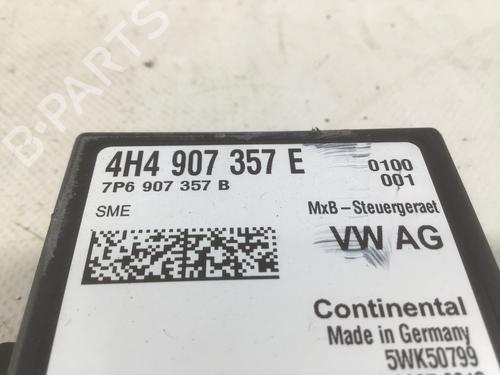 B-PARTS
4H4 907 357 E
7P6 907 357 B
0100
001
SME
MxB-Steuergeraet
VW AG
Continental
Made in Germany
5WK50799